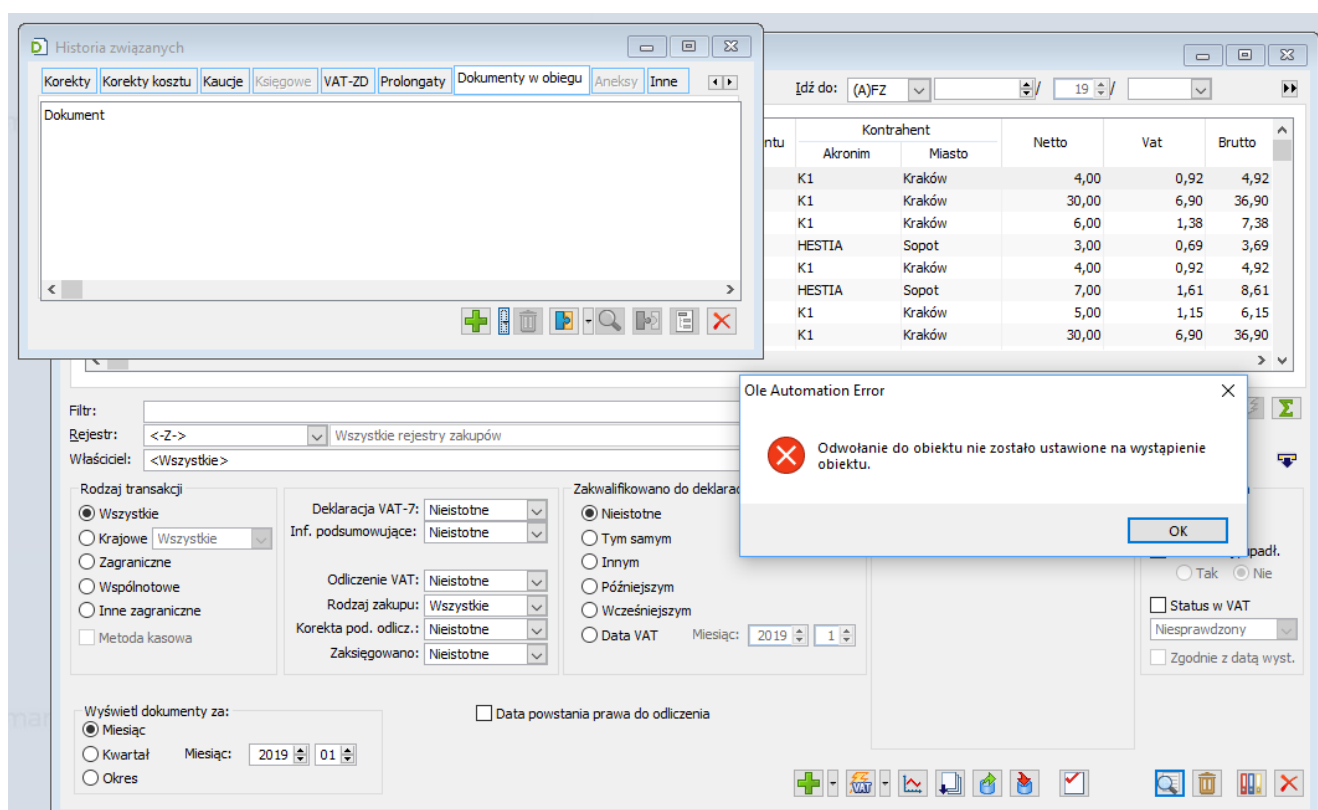 Historia związanych
Korekty Korekty kosztu Kaucje Księgowe VAT-ZD Prolongaty Dokumenty w obiegu Aneksy Inne
Dokument
Idź do: (A)FZ / 19 /
Kontrahent
Netto Vat Brutto
Akronim Miasto
K1 Kraków 4,00 0,92 4,92
K1 Kraków 30,00 6,90 36,90
K1 Kraków 6,00 1,38 7,38
HESTIA Sopot 3,00 0,69 3,69
K1 Kraków 4,00 0,92 4,92
HESTIA Sopot 7,00 1,61 8,61
K1 Kraków 5,00 1,15 6,15
K1 Kraków 30,00 6,90 36,90
Ole Automation Error
Odwołanie do obiektu nie zostało ustawione na wystąpienie
obiektu.
OK
Filtr:
Rejestr: <-Z-> Wszystkie rejestry zakupów
Właściciel: <Wszystkie>
Rodzaj transakcji
Wszystkie
Krajowe Wszystkie
Zagraniczne
Wspólnotowe
Inne zagraniczne
Metoda kasowa
Deklaracja VAT-7: Nieistotne
Inf. podsumowujące: Nieistotne
Odliczenie VAT: Nieistotne
Rodzaj zakupu: Wszystkie
Korekta pod. odlicz.: Nieistotne
Zaksięgowano: Nieistotne
Zakwalifikowano do deklarac
Nieistotne
Tym samym
Innym
Późniejszym
Wcześniejszym
Data VAT Miesiąc: 2019 1
Tak Nie
Status w VAT
Niesprawdzony
Zgodnie z datą wyst.
Wyświetl dokumenty za:
Miesiąc
Kwartał Miesiąc: 2019 01
Okres
Data powstania prawa do odliczenia
VAT